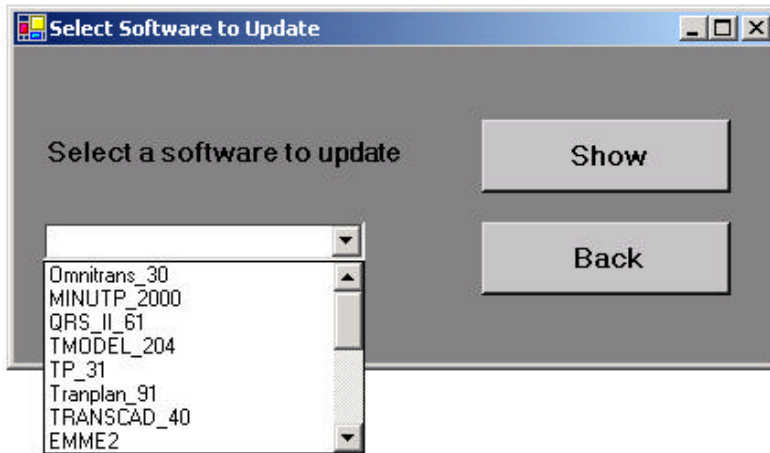 Select Software to Update
Select a software to update
Show
Back
Omnitrans_30
MINUTP_2000
QRS_II_61
TMODEL_204
TP_31
Tranplan_91
TRANSCAD_40
EMME2